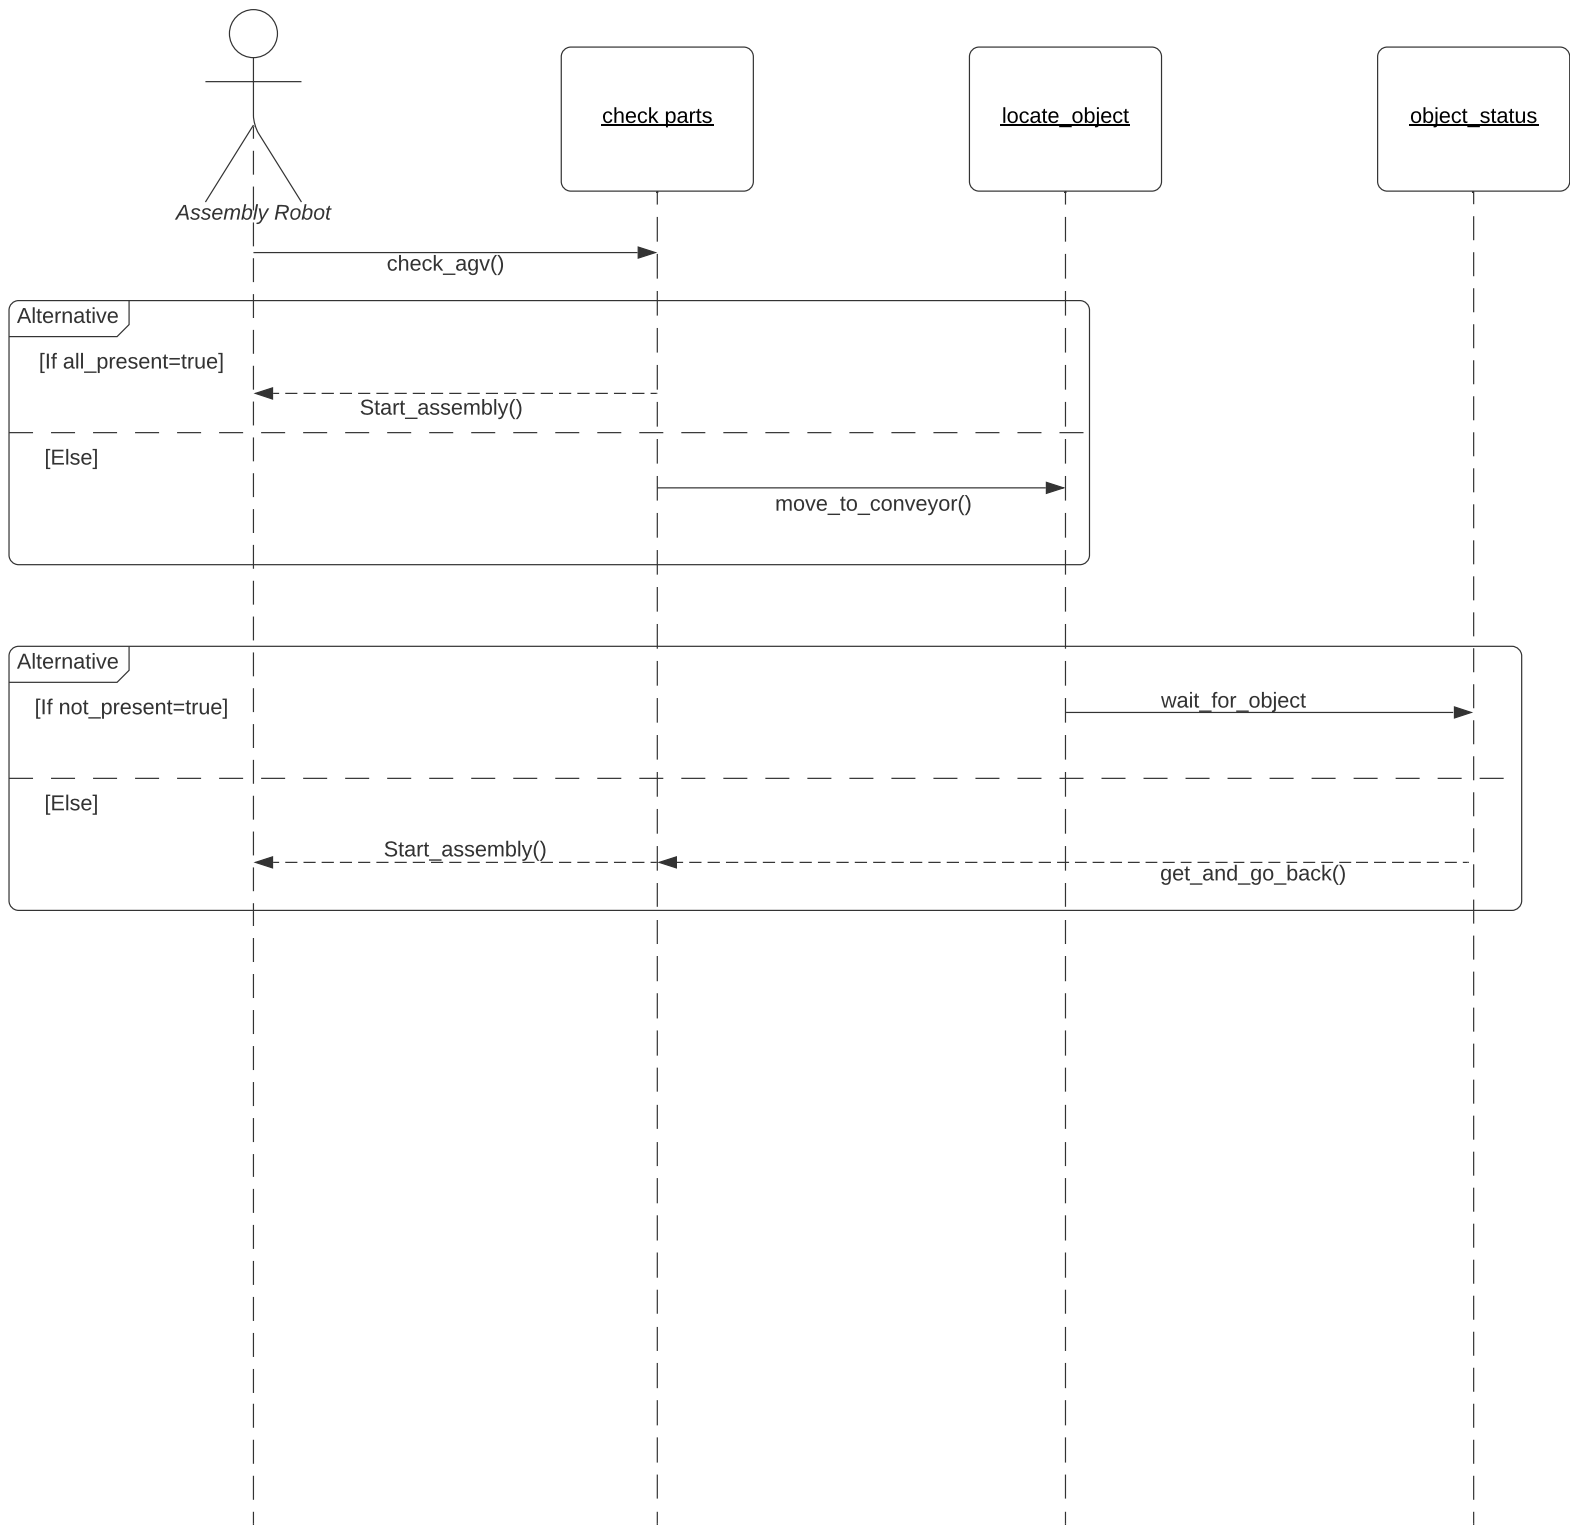 check parts
locate_object
object_status
Assembly Robot
check_agv()
Alternative
[If all_present=true]
Start_assembly()
[Else]
move_to_conveyor()
Alternative
[If not_present=true]
wait_for_object
[Else]
Start_assembly()
get_and_go_back()